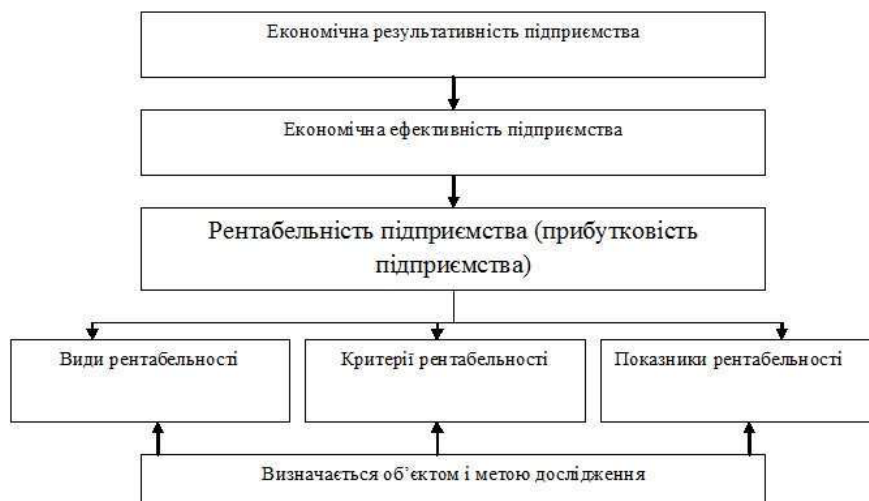 Економічна результативність підприємства
Економічна ефективність підприємства
Рентабельність підприємства (прибутковість
підприємства)
Види рентабельності
Критерії рентабельності
Показники рентабельності
Визначається об’єктом і метою дослідження